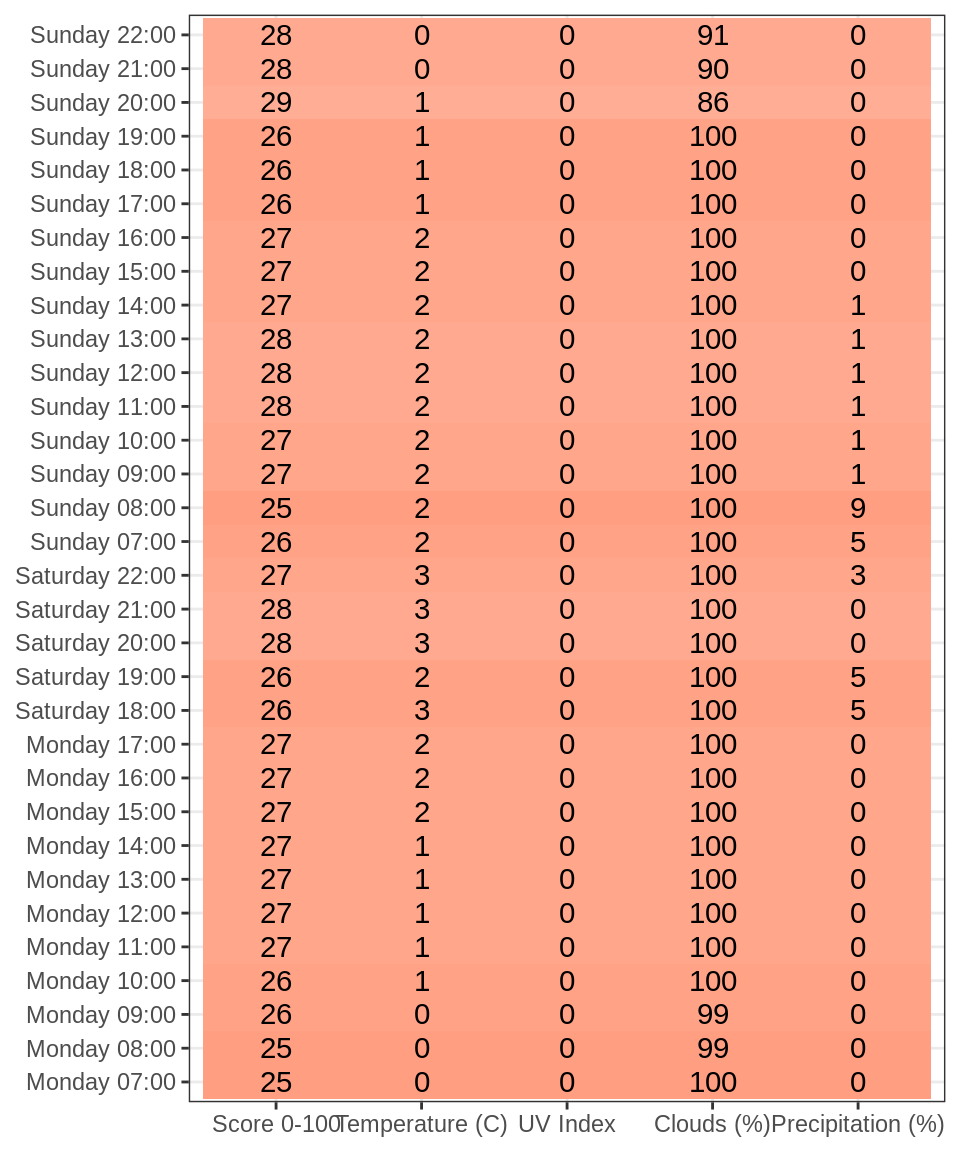 Sunday 22:00 28 0 0 91 0
Sunday 21:00 28 0 0 90 0
Sunday 20:00 29 1 0 86 0
Sunday 19:00 26 1 0 100 0
Sunday 18:00 26 1 0 100 0
Sunday 17:00 26 1 0 100 0
Sunday 16:00 27 2 0 100 0
Sunday 15:00 27 2 0 100 0
Sunday 14:00 27 2 0 100 1
Sunday 13:00 28 2 0 100 1
Sunday 12:00 28 2 0 100 1
Sunday 11:00 28 2 0 100 1
Sunday 10:00 27 2 0 100 1
Sunday 09:00 27 2 0 100 1
Sunday 08:00 25 2 0 100 9
Sunday 07:00 26 2 0 100 5
Saturday 22:00 27 3 0 100 3
Saturday 21:00 28 3 0 100 0
Saturday 20:00 28 3 0 100 0
Saturday 19:00 26 2 0 100 5
Saturday 18:00 26 3 0 100 5
Monday 17:00 27 2 0 100 0
Monday 16:00 27 2 0 100 0
Monday 15:00 27 2 0 100 0
Monday 14:00 27 1 0 100 0
Monday 13:00 27 1 0 100 0
Monday 12:00 27 1 0 100 0
Monday 11:00 27 1 0 100 0
Monday 10:00 26 1 0 100 0
Monday 09:00 26 0 0 99 0
Monday 08:00 25 0 0 99 0
Monday 07:00 25 0 0 100 0
Score 0-100 Temperature (C) UV Index Clouds (%) Precipitation (%)